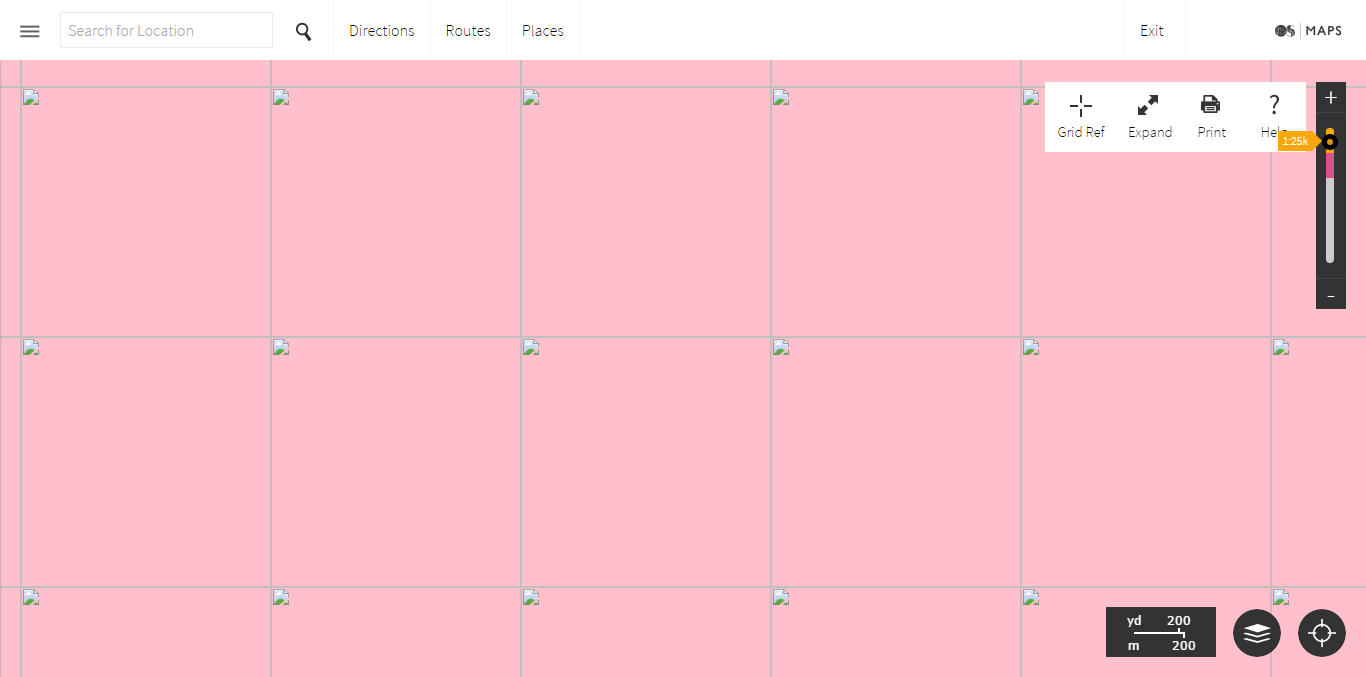 Search for Location
Directions
Routes
Places
Exit
OS MAPS
Grid Ref
Expand
Print
Help
+
1:25k
−
yd 200
m 200